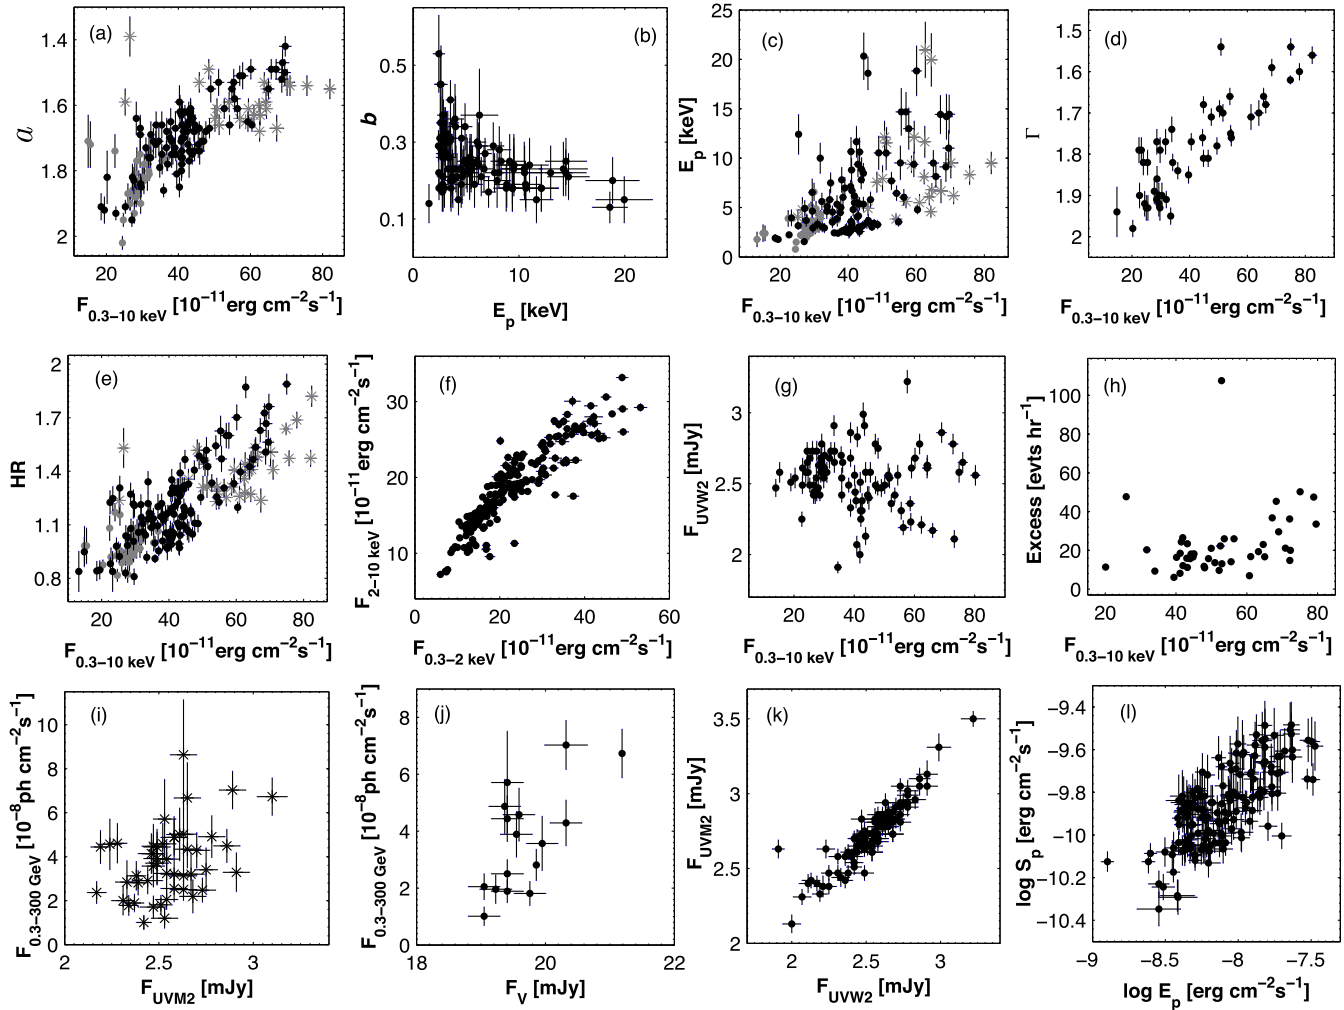 (a)
a
1.4
1.6
1.8
2
20 40 60 80
F0.3−10 keV [10−11erg cm−2s−1]
(b)
b
0.5
0.3
0.1
0 10 20
Ep [keV]
(c)
Ep [keV]
25
20
15
10
5
0
20 40 60 80
F0.3−10 keV [10−11erg cm−2s−1]
(d)
Γ
1.5
1.6
1.7
1.8
1.9
2
20 40 60 80
F0.3−10 keV [10−11erg cm−2s−1]
(e)
HR
2
1.7
1.4
1.1
0.8
20 40 60 80
F0.3−10 keV [10−11erg cm−2s−1]
(f)
F2−10 keV [10−11erg cm−2s−1]
30
20
10
0 20 40 60
F0.3−2 keV [10−11erg cm−2s−1]
(g)
FUVW2 [mJy]
3
2.5
2
20 40 60 80
F0.3−10 keV [10−11erg cm−2s−1]
(h)
Excess [evts hr−1]
100
80
60
40
20
0
20 40 60 80
F0.3−10 keV [10−11erg cm−2s−1]
(i)
F0.3−300 GeV [10−8ph cm−2s−1]
10
8
6
4
2
0
2 2.5 3
FUVM2 [mJy]
(j)
F0.3−300 GeV [10−8ph cm−2s−1]
8
6
4
2
0
18 20 22
FV [mJy]
(k)
FUVM2 [mJy]
3.5
3
2.5
2
2 2.5 3
FUVW2 [mJy]
(l)
log Sp [erg cm−2s−1]
−9.4
−9.6
−9.8
−10
−10.2
−10.4
−9 −8.5 −8 −7.5
log Ep [erg cm−2s−1]